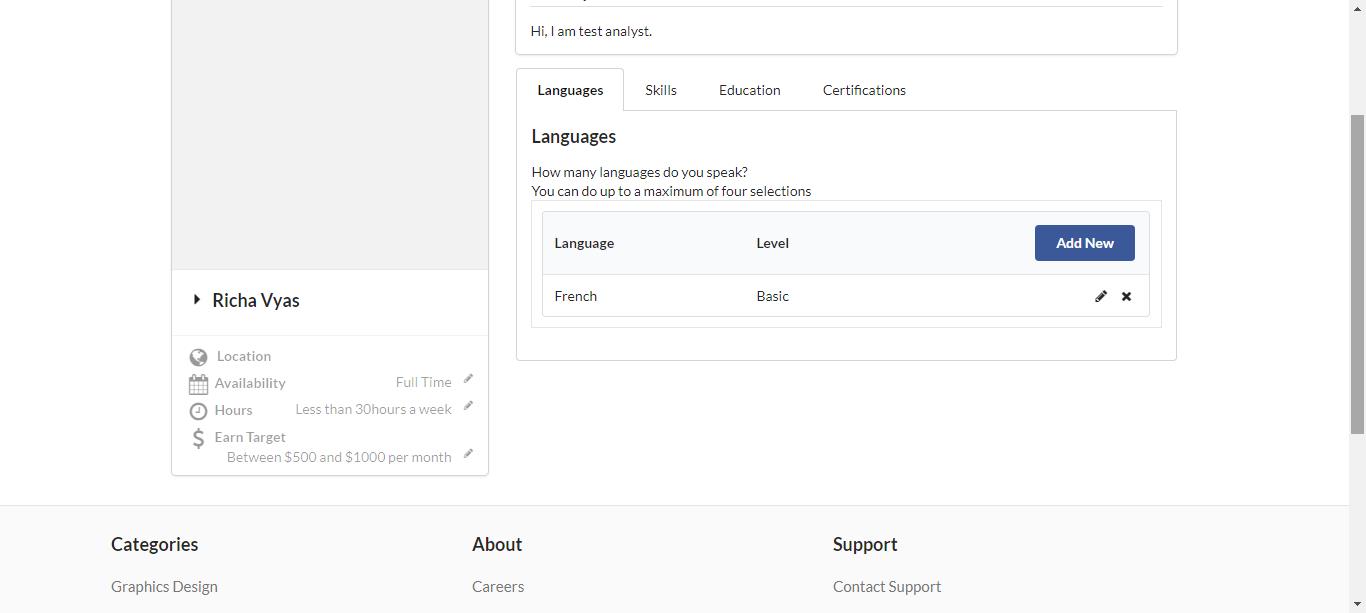 Hi, I am test analyst.
Languages Skills Education Certifications
Languages
How many languages do you speak?
You can do up to a maximum of four selections
Language Level Add New
French Basic
Richa Vyas
Location
Availability Full Time
Hours Less than 30hours a week
Earn Target
Between $500 and $1000 per month
Categories About Support
Graphics Design Careers Contact Support